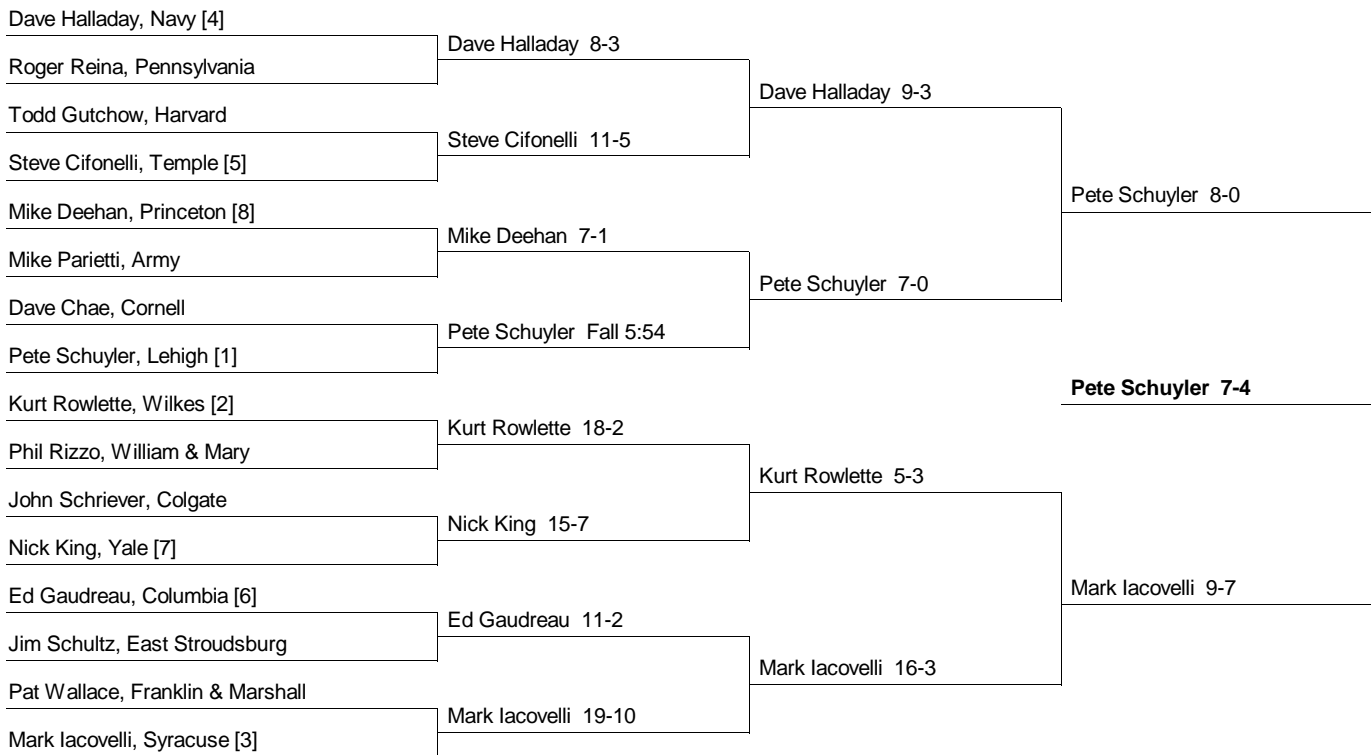 Dave Halladay, Navy [4]
Dave Halladay 8-3
Roger Reina, Pennsylvania
Dave Halladay 9-3
Todd Gutchow, Harvard
Steve Cifonelli 11-5
Steve Cifonelli, Temple [5]
Pete Schuyler 8-0
Mike Deehan, Princeton [8]
Mike Deehan 7-1
Mike Parietti, Army
Pete Schuyler 7-0
Dave Chae, Cornell
Pete Schuyler Fall 5:54
Pete Schuyler, Lehigh [1]
Pete Schuyler 7-4
Kurt Rowlette, Wilkes [2]
Kurt Rowlette 18-2
Phil Rizzo, William & Mary
Kurt Rowlette 5-3
John Schriever, Colgate
Nick King 15-7
Nick King, Yale [7]
Mark Iacovelli 9-7
Ed Gaudreau, Columbia [6]
Ed Gaudreau 11-2
Jim Schultz, East Stroudsburg
Mark Iacovelli 16-3
Pat Wallace, Franklin & Marshall
Mark Iacovelli 19-10
Mark Iacovelli, Syracuse [3]